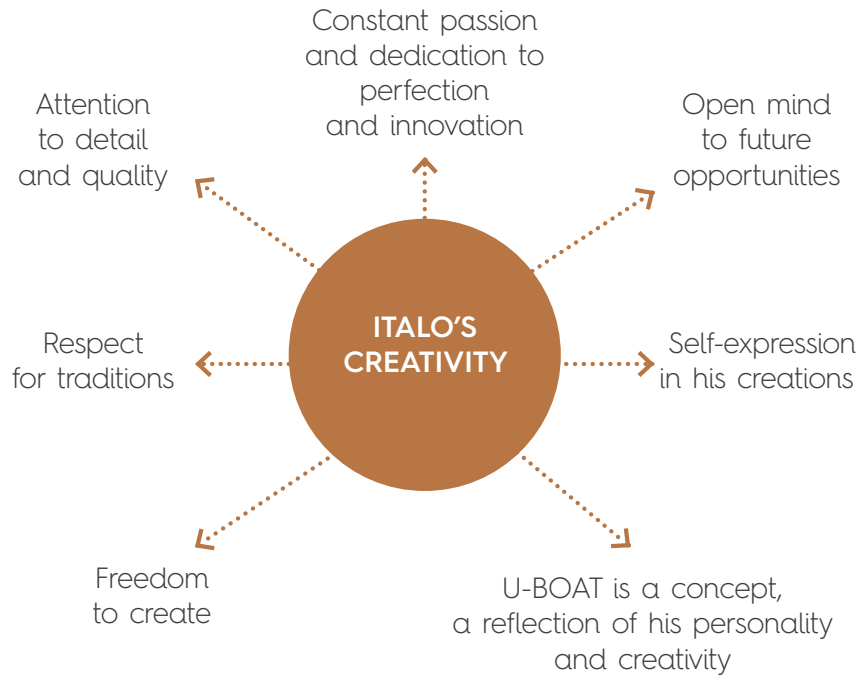 Constant passion
and dedication to
perfection
and innovation
Attention
to detail
and quality
Open mind
to future
opportunities
ITALO'S
CREATIVITY
Respect
for traditions
Self-expression
in his creations
Freedom
to create
U-BOAT is a concept,
a reflection of his personality
and creativity